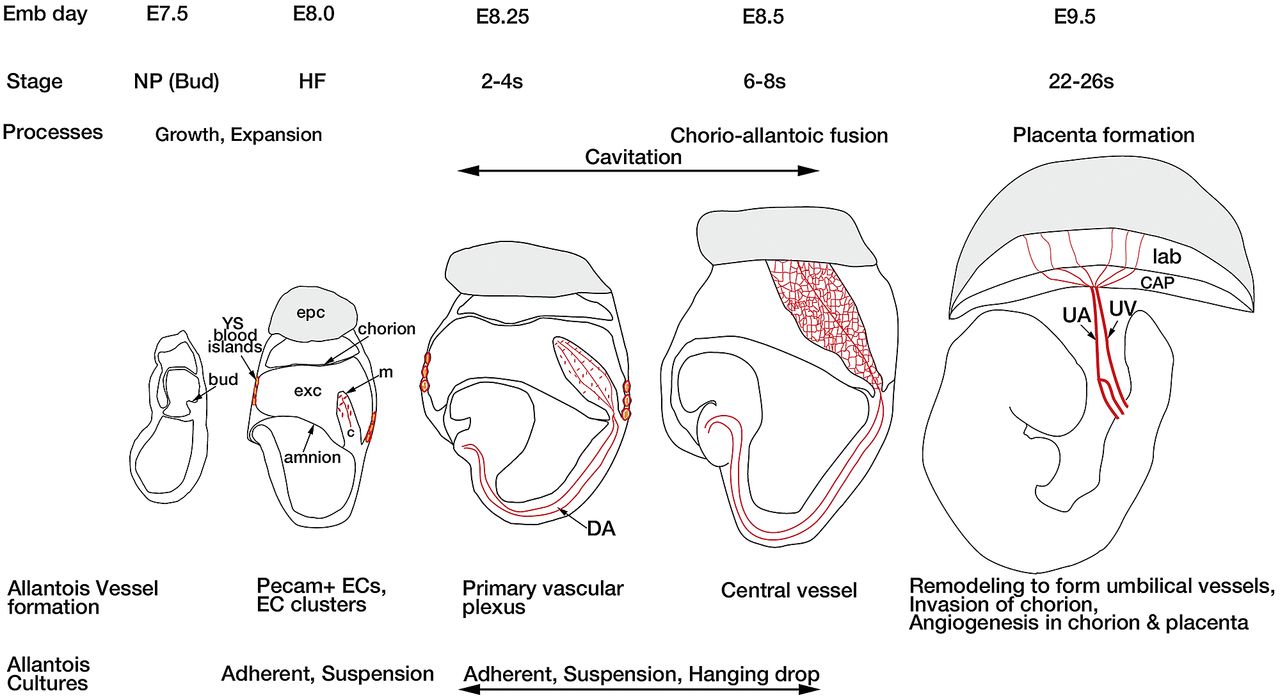 Emb day E7.5 E8.0 E8.25 E8.5 E9.5
Stage NP (Bud) HF 2-4s 6-8s 22-26s
Processes Growth, Expansion Chorio-allantoic fusion Placenta formation
Cavitation
lab
CAP
UA UV
epc
YS
blood
islands
chorion
bud
exc
m
c
amnion
DA
Allantois Vessel
formation
Pecam+ ECs,
EC clusters
Primary vascular
plexus
Central vessel
Remodeling to form umbilical vessels,
Invasion of chorion,
Angiogenesis in chorion & placenta
Allantois
Cultures
Adherent, Suspension
Adherent, Suspension, Hanging drop